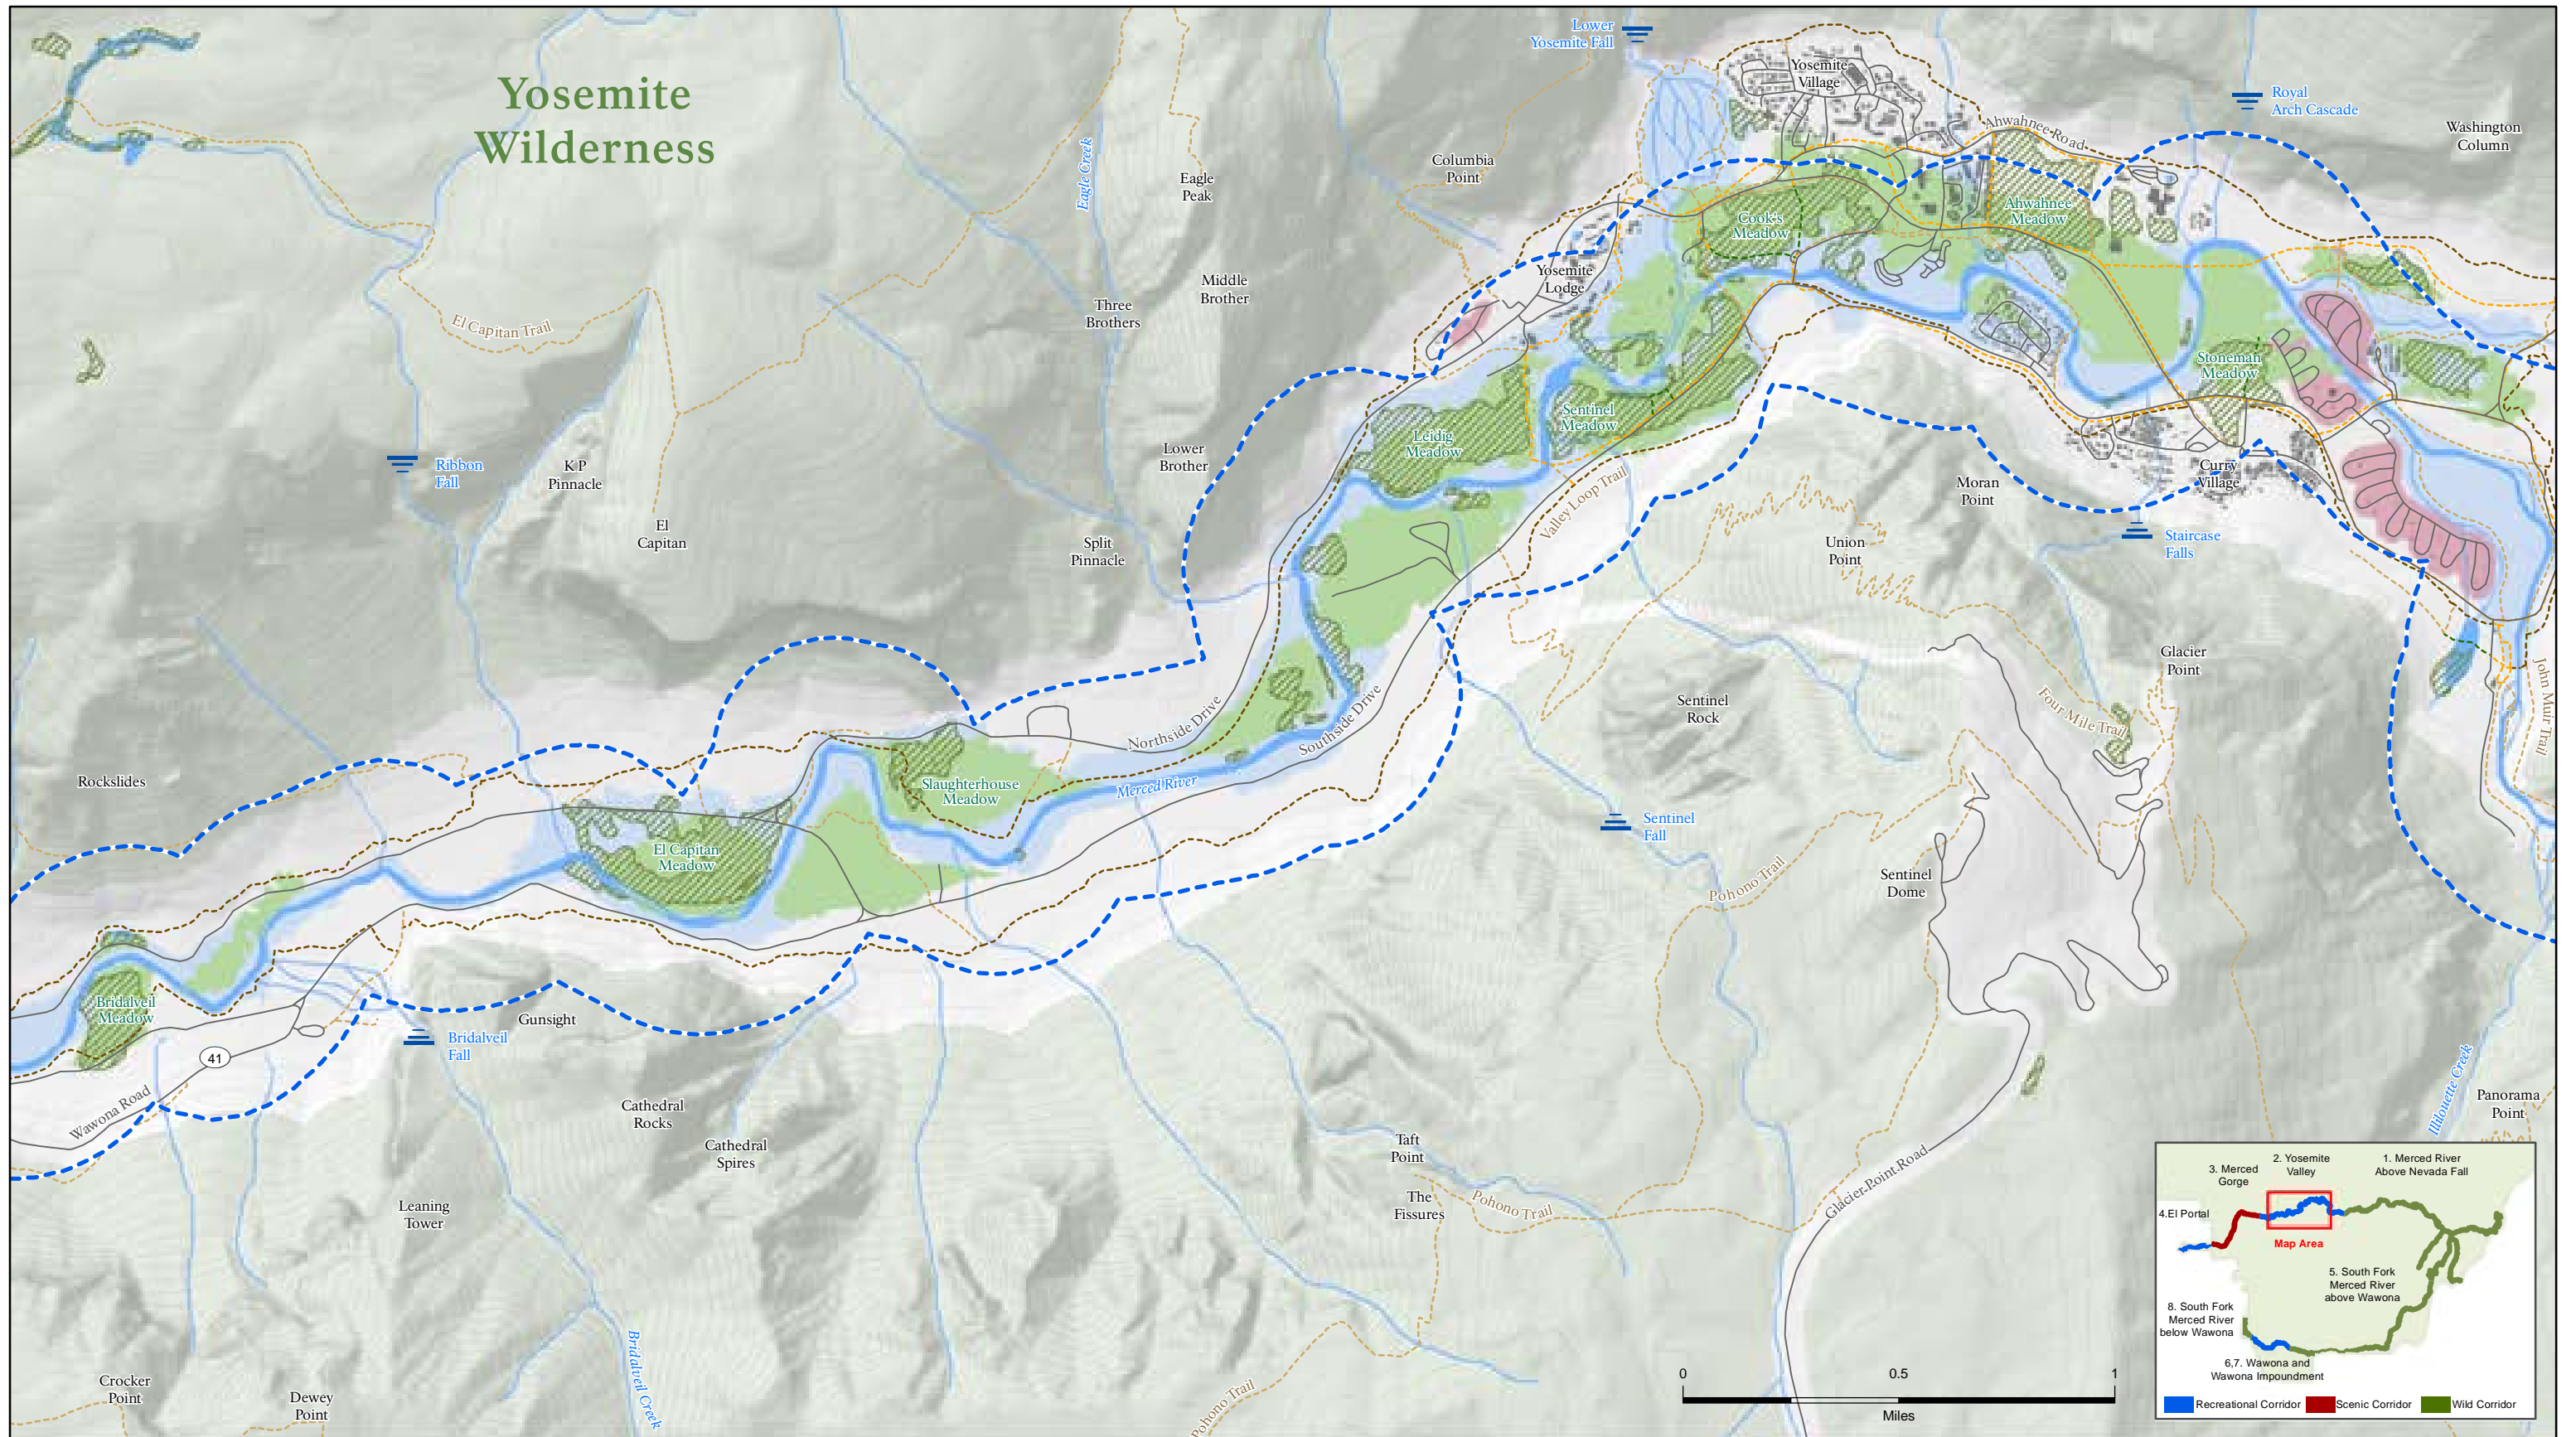 Yosemite
Wilderness
Lower
Yosemite Fall
Yosemite
Village
Royal
Arch Cascade
Washington
Column
Ahwahnee Road
Columbia
Point
Eagle Creek
Eagle
Peak
Cook's
Meadow
Ahwahnee
Meadow
Yosemite
Lodge
Middle
Brother
Three
Brothers
El Capitan Trail
Stoneman
Meadow
Sentinel
Meadow
Leidig
Meadow
Lower
Brother
Ribbon
Fall
K P
Pinnacle
El
Capitan
Split
Pinnacle
Valley Loop Trail
Moran
Point
Curry
Village
Union
Point
Staircase
Falls
Glacier
Point
Four Mile Trail
John Muir Trail
Sentinel
Rock
Northside Drive
Southside Drive
Merced River
Rockslides
Slaughterhouse
Meadow
El Capitan
Meadow
Sentinel
Fall
Pohono Trail
Sentinel
Dome
Bridalveil
Meadow
41
Wawona Road
Bridalveil
Fall
Gunsight
Cathedral
Rocks
Cathedral
Spires
Leaning
Tower
Taft
Point
The
Fissures
Pohono Trail
Glacier Point Road
Illilouette Creek
Panorama
Point
Crocker
Point
Dewey
Point
Bridalveil Creek
Pohono Trail
0 0.5 1
Miles
1. Merced River
Above Nevada Fall
2. Yosemite
Valley
3. Merced
Gorge
4.El Portal
Map Area
5. South Fork
Merced River
above Wawona
8. South Fork
Merced River
below Wawona
6,7. Wawona and
Wawona Impoundment
Recreational Corridor Scenic Corridor Wild Corridor